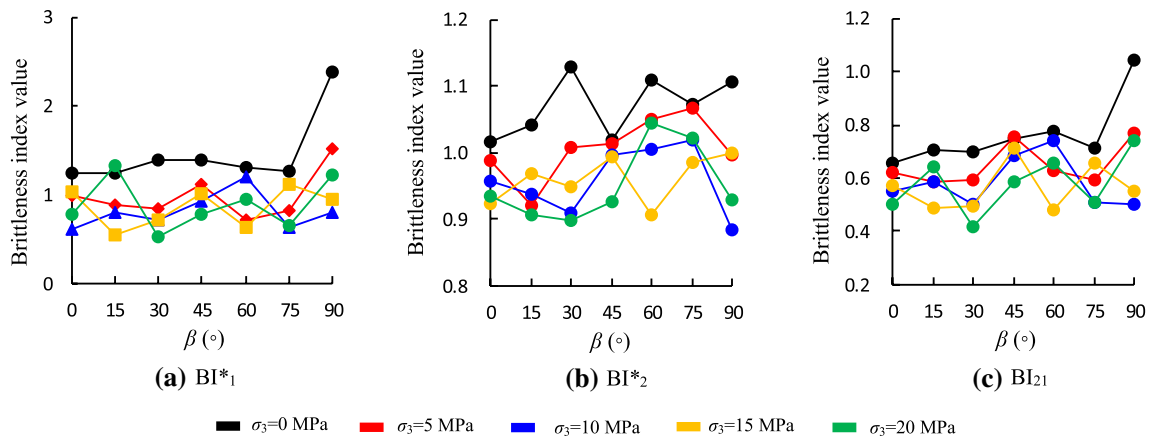 Brittleness index value
3
2
1
0
0 15 30 45 60 75 90
β (°)
(a) BI*1
Brittleness index value
1.2
1.1
1.0
0.9
0.8
0 15 30 45 60 75 90
β (°)
(b) BI*2
Brittleness index value
1.2
1.0
0.8
0.6
0.4
0.2
0 15 30 45 60 75 90
β (°)
(c) BI21
σ3=0 MPa σ3=5 MPa σ3=10 MPa σ3=15 MPa σ3=20 MPa